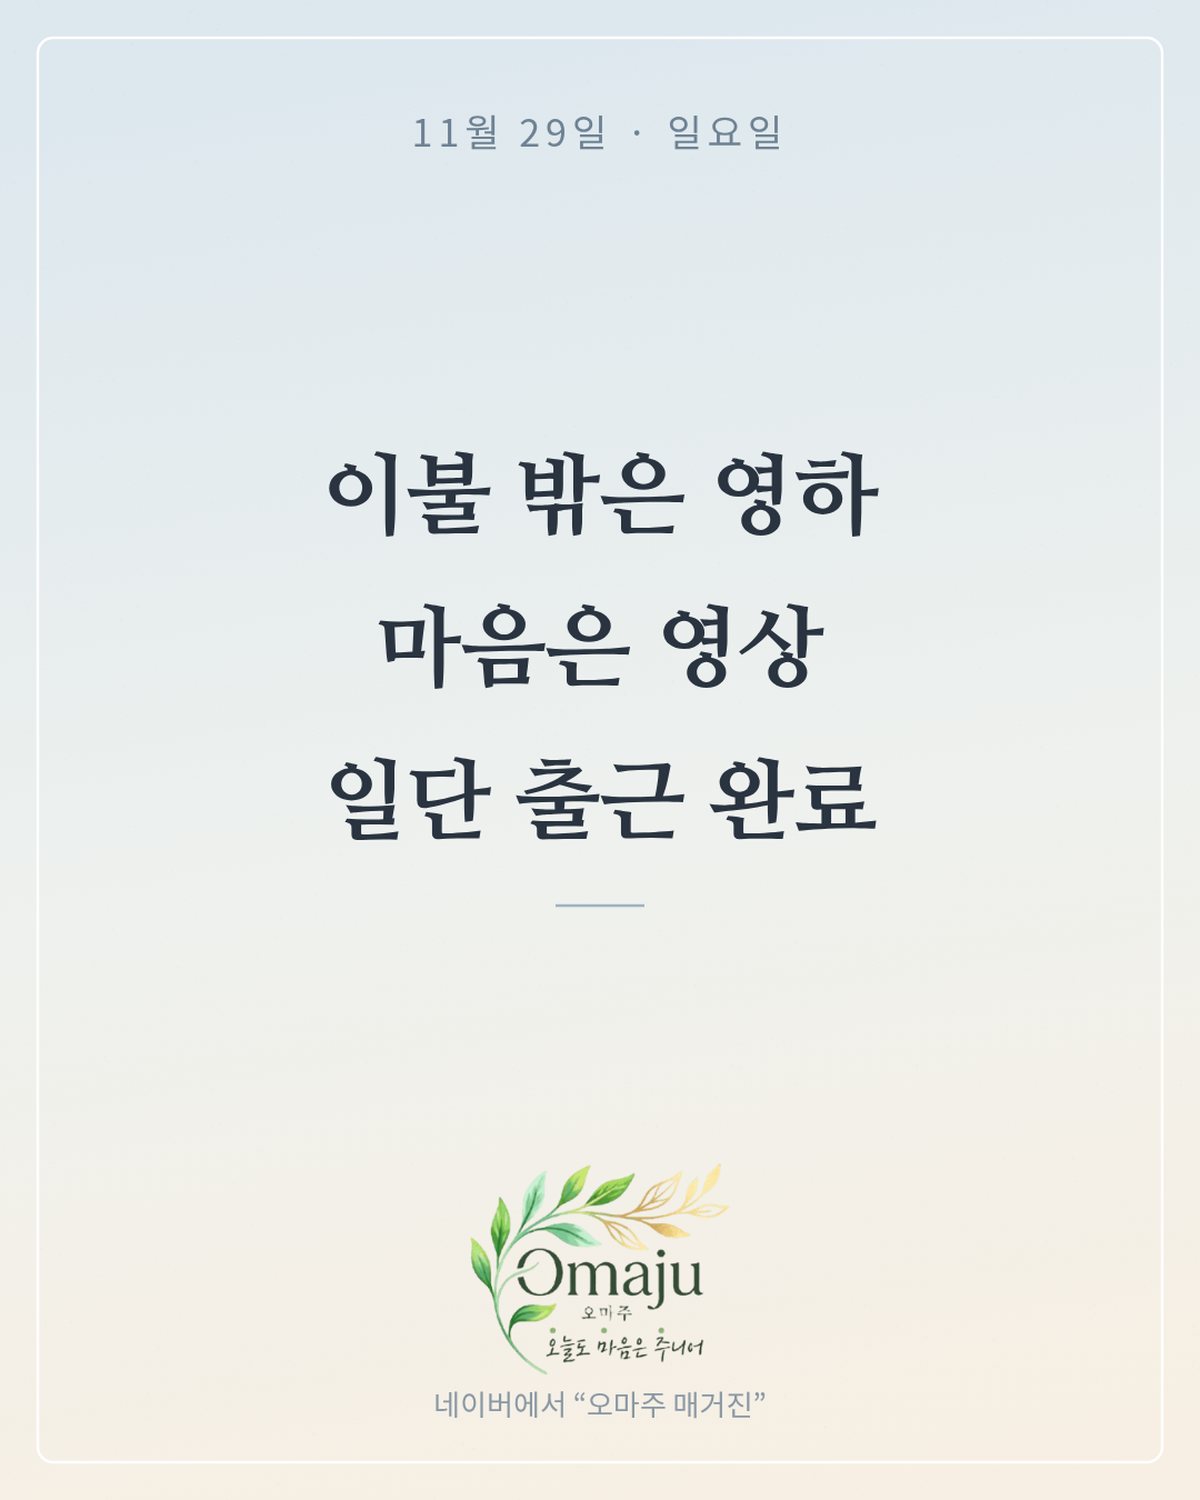 11월 29일 · 일요일
이불 밖은 영하
마음은 영상
일단 출근 완료
Omaju
오마주
오늘도 마음은 주니어
네이버에서 “오마주 매거진”